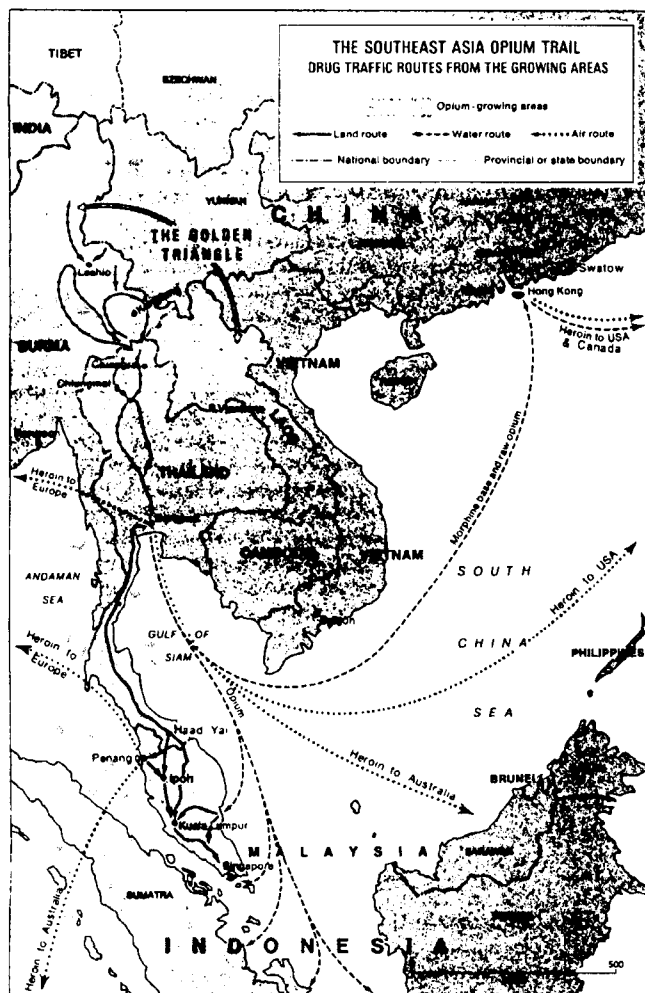 THE SOUTHEAST ASIA OPIUM TRAIL
DRUG TRAFFIC ROUTES FROM THE GROWING AREAS
Opium-growing areas
Land route
Water route
Air route
National boundary
Provincial or state boundary
TIBET
SZECHWAN
INDIA
YUNNAN
CHINA
THE GOLDEN
TRIANGLE
Lashio
Swatow
Hong Kong
Heroin to USA
& Canada
BURMA
VIETNAM
Chiangmai
LAOS
THAILAND
Heroin to
Europe
Morphine base and raw opium
CAMBODIA
VIETNAM
ANDAMAN
SEA
SOUTH
Heroin to USA
GULF OF
SIAM
CHINA
PHILIPPINES
Heroin to
Europe
Opium
SEA
Haad Yai
Penang
Heroin to Australia
BRUNEI
Ipoh
Kuala Lumpur
MALAYSIA
SARAWAK
Singapore
SUMATRA
Heroin to Australia
INDONESIA
500